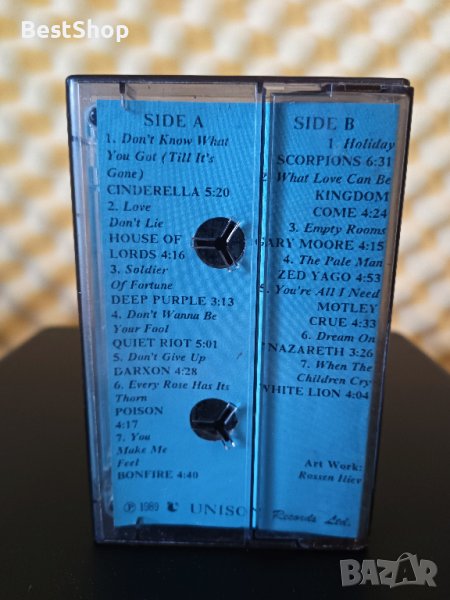 BestShop
SIDE A
1. Don't Know What
You Got (Till It's
Gone)
CINDERELLA 5:20
2. Love
Don't Lie
HOUSE OF
LORDS 4:16
3. Soldier
Of Fortune
DEEP PURPLE 3:13
4. Don't Wanna Be
Your Fool
QUIET RIOT 5:01
5. Don't Give Up
BARXON 4:28
6. Every Rose Has Its
Thorn
POISON
4:17
7. You
Make Me
Feel
BONFIRE 4:40
SIDE B
1 Holiday
SCORPIONS 6:31
2. What Love Can Be
KINGDOM
COME 4:24
3. Empty Rooms
GARY MOORE 4:15
4. The Pale Man
ZED YAGO 4:53
5. You're All I Need
MOTLEY
CRUE 4:33
6. Dream On
NAZARETH 3:26
7. When The
Children Cry
WHITE LION 4:04
Art Work:
Rossen Iliev
℗ 1989 UNISON Records Ltd.
BAZAR